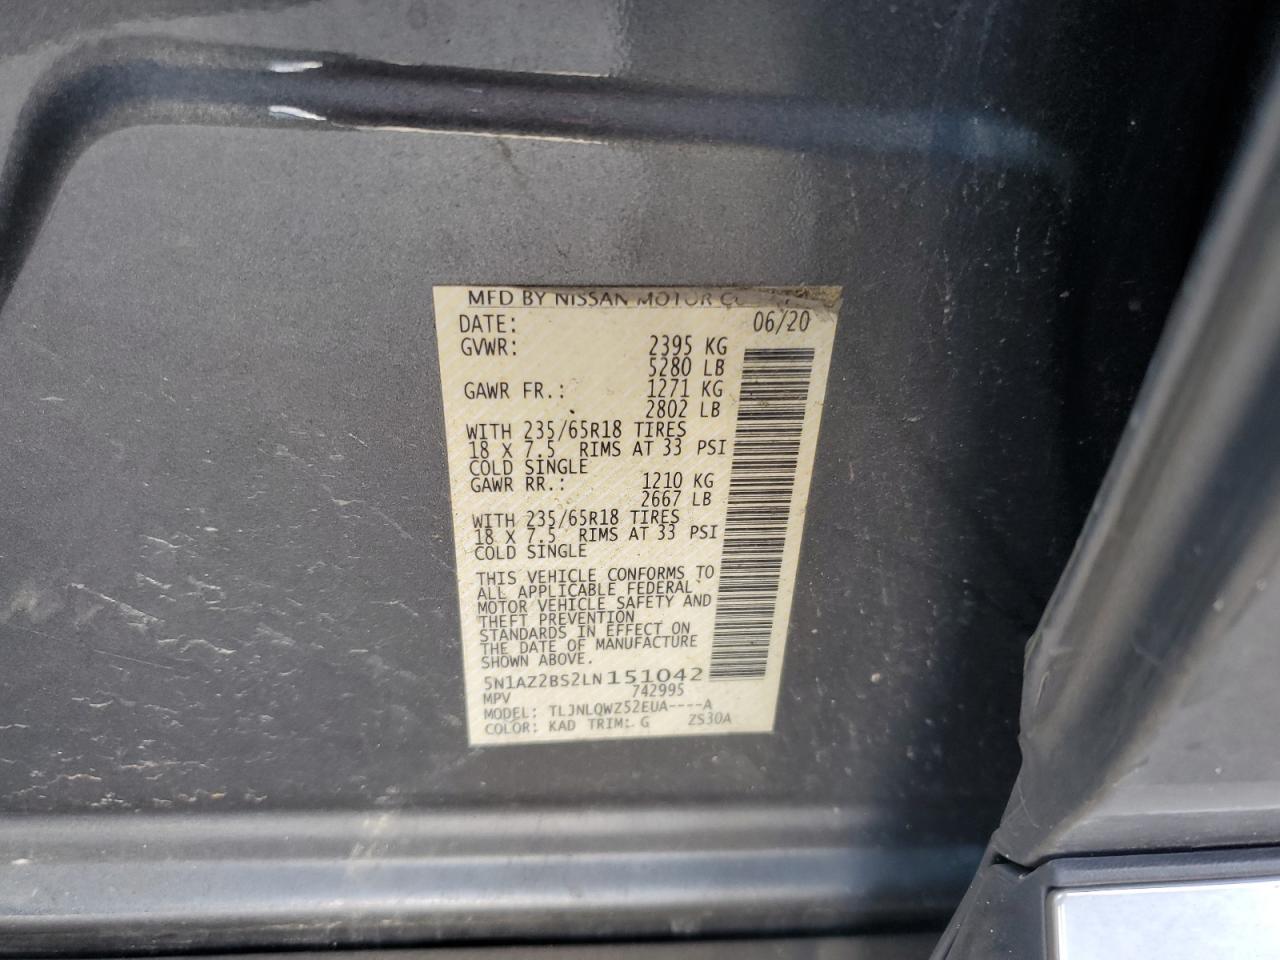 MFD BY NISSAN MOTOR
DATE: 06/20
GVWR: 2395 KG
5280 LB
GAWR FR.: 1271 KG
2802 LB
WITH 235/65R18 TIRES
18 X 7.5 RIMS AT 33 PSI
COLD SINGLE
GAWR RR.: 1210 KG
2667 LB
WITH 235/65R18 TIRES
18 X 7.5 RIMS AT 33 PSI
COLD SINGLE
THIS VEHICLE CONFORMS TO
ALL APPLICABLE FEDERAL
MOTOR VEHICLE SAFETY AND
THEFT PREVENTION
STANDARDS IN EFFECT ON
THE DATE OF MANUFACTURE
SHOWN ABOVE.
5N1AZ2BS2LN151042
MPV 742995
MODEL: TLJNLQWZ52EUA----A
COLOR: KAD TRIM: G ZS30A